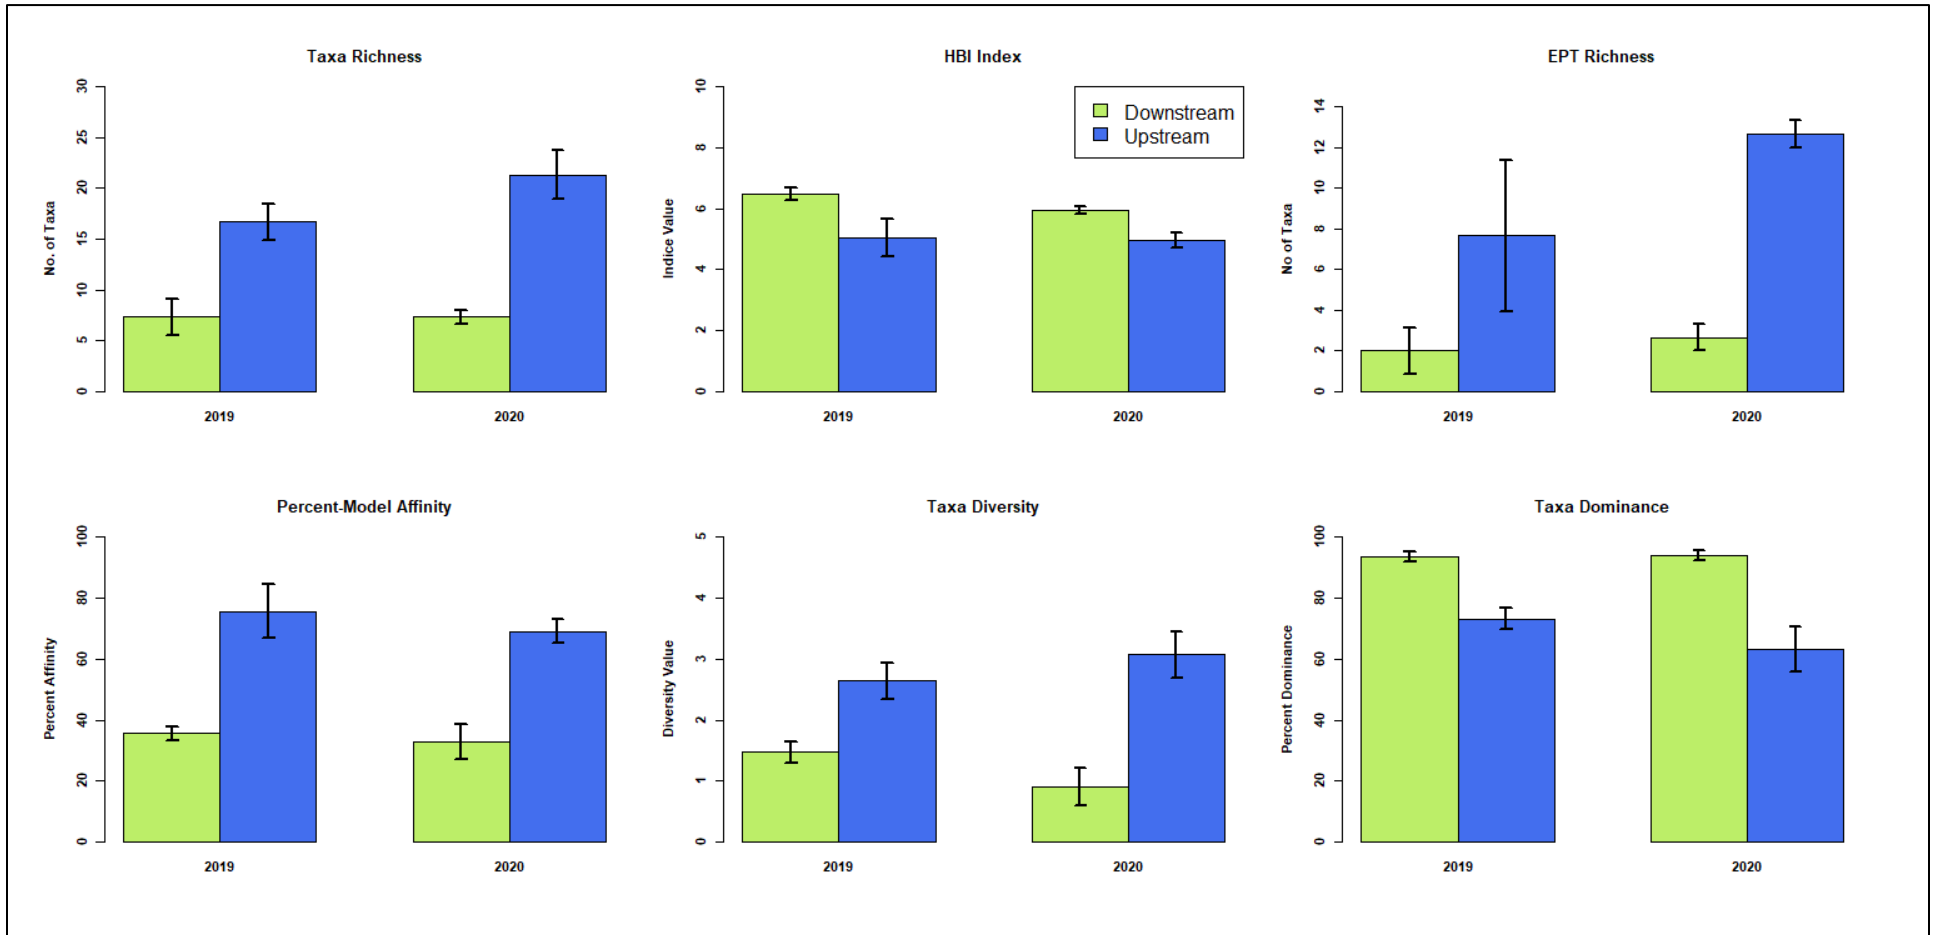 Taxa Richness
No. of Taxa
0 5 10 15 20 25 30
2019 2020
HBI Index
Indice Value
0 2 4 6 8 10
Downstream
Upstream
2019 2020
EPT Richness
No of Taxa
0 2 4 6 8 10 12 14
2019 2020
Percent-Model Affinity
Percent Affinity
0 20 40 60 80 100
2019 2020
Taxa Diversity
Diversity Value
0 1 2 3 4 5
2019 2020
Taxa Dominance
Percent Dominance
0 20 40 60 80 100
2019 2020